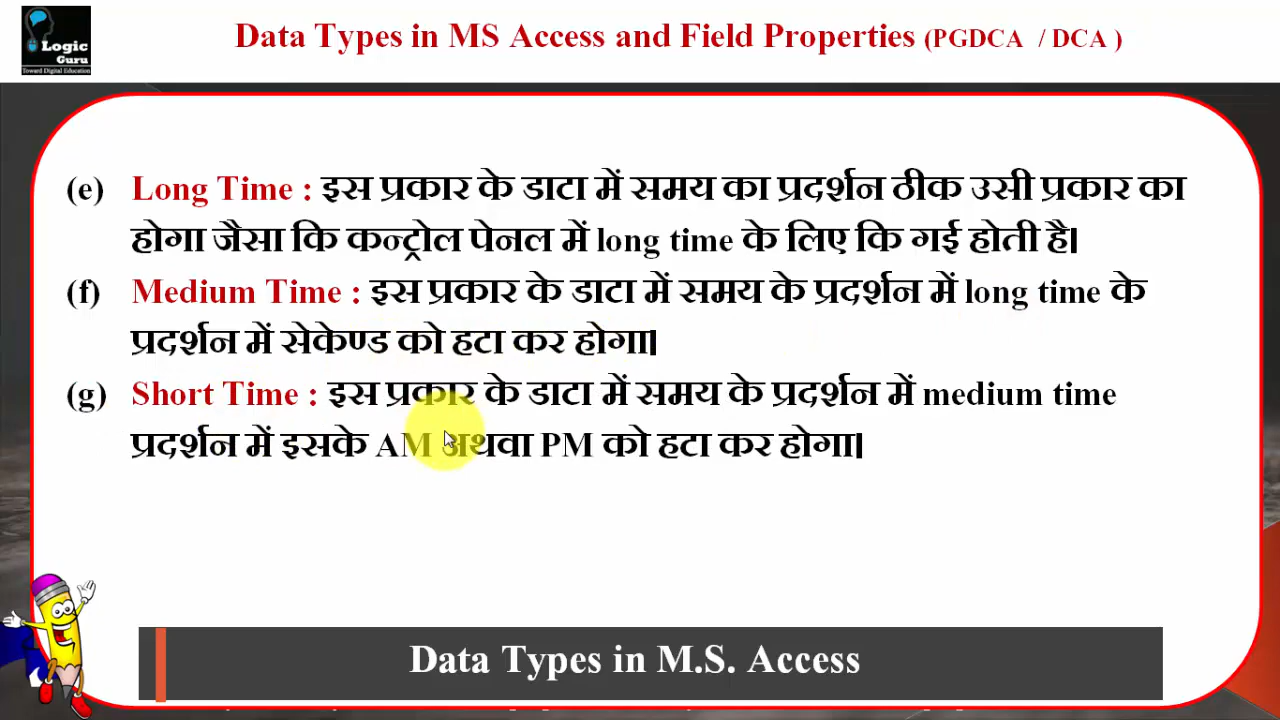 Logic
Guru
Toward Digital Education
Data Types in MS Access and Field Properties (PGDCA / DCA )
(e) Long Time : इस प्रकार के डाटा में समय का प्रदर्शन ठीक उसी प्रकार का
होगा जैसा कि कन्ट्रोल पेनल में long time के लिए कि गई होती है।
(f) Medium Time : इस प्रकार के डाटा में समय के प्रदर्शन में long time के
प्रदर्शन में सेकेण्ड को हटा कर होगा।
(g) Short Time : इस प्रकार के डाटा में समय के प्रदर्शन में medium time
प्रदर्शन में इसके AM अथवा PM को हटा कर होगा।
Data Types in M.S. Access